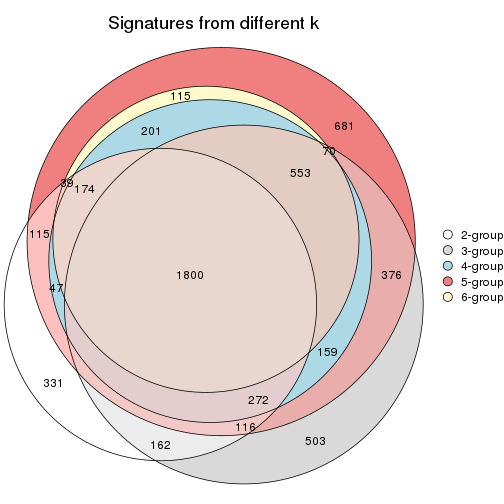 Signatures from different k
115
201
681
70
553
39
174
115
2-group
3-group
4-group
5-group
6-group
1800
376
47
159
331
272
116
162
503